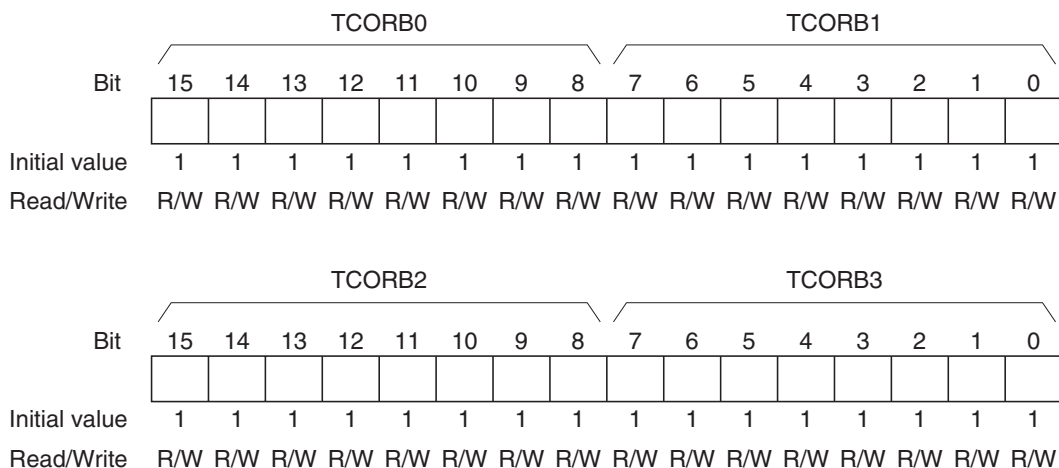 TCORB0 TCORB1
Bit 15 14 13 12 11 10 9 8 7 6 5 4 3 2 1 0
Initial value 1 1 1 1 1 1 1 1 1 1 1 1 1 1 1 1
Read/Write R/W R/W R/W R/W R/W R/W R/W R/W R/W R/W R/W R/W R/W R/W R/W R/W
TCORB2 TCORB3
Bit 15 14 13 12 11 10 9 8 7 6 5 4 3 2 1 0
Initial value 1 1 1 1 1 1 1 1 1 1 1 1 1 1 1 1
Read/Write R/W R/W R/W R/W R/W R/W R/W R/W R/W R/W R/W R/W R/W R/W R/W R/W